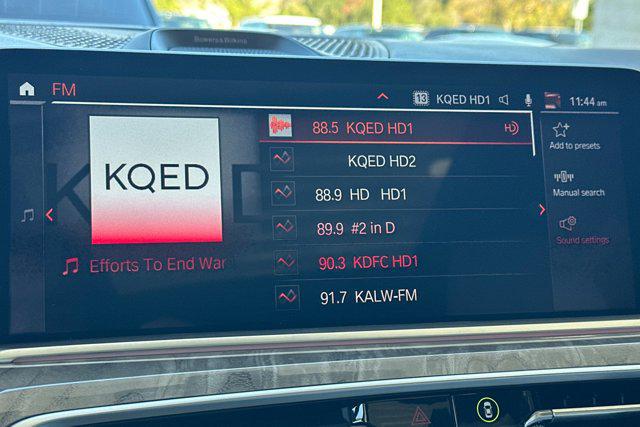 Bowers & Wilkins
FM
13 KQED HD1
11:44 am
KQED
Efforts To End War
88.5 KQED HD1
KQED HD2
88.9 HD HD1
89.9 #2 in D
90.3 KDFC HD1
91.7 KALW-FM
Add to presets
Manual search
Sound settings